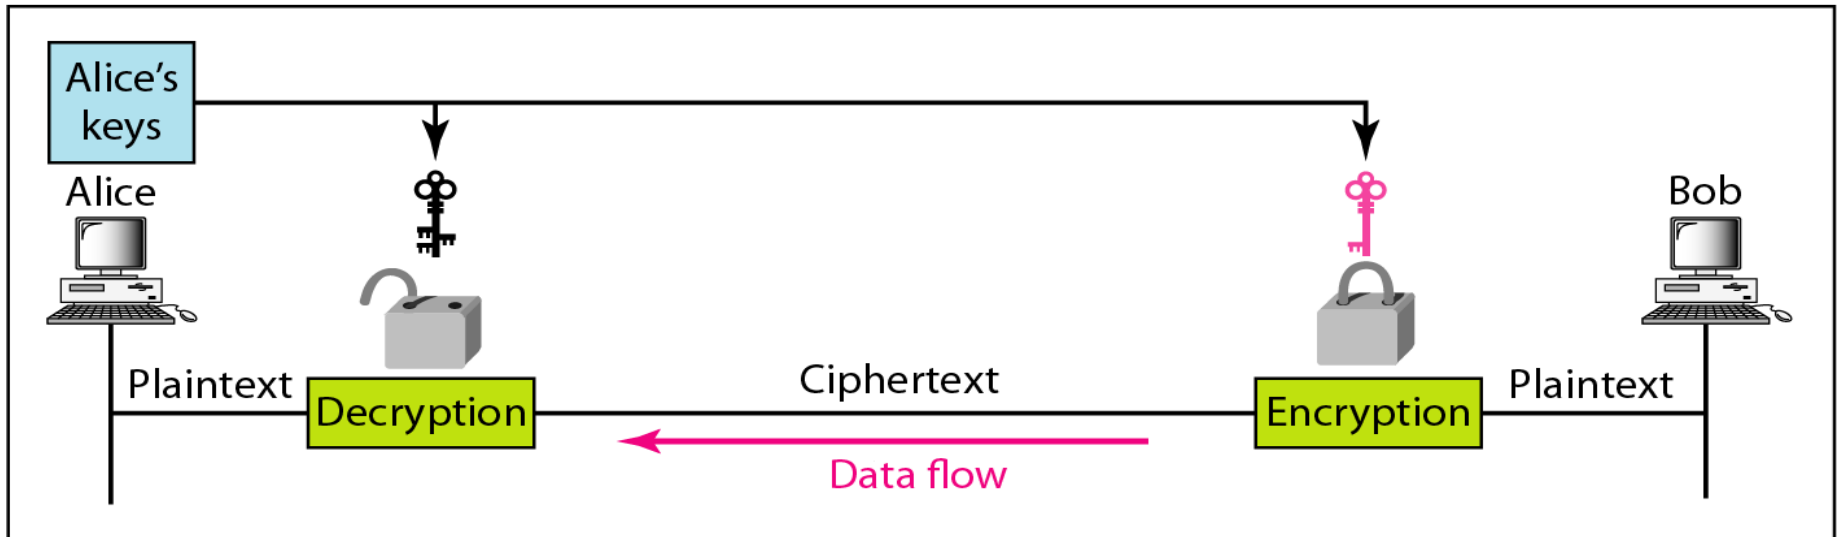 Alice's
keys
Alice
Bob
Plaintext
Decryption
Ciphertext
Encryption
Plaintext
Data flow